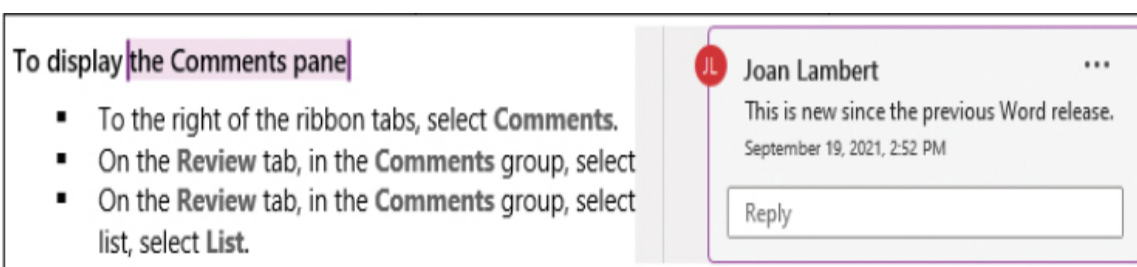 To display the Comments pane
▪ To the right of the ribbon tabs, select Comments.
▪ On the Review tab, in the Comments group, select
▪ On the Review tab, in the Comments group, select
list, select List.
JL
Joan Lambert
This is new since the previous Word release.
September 19, 2021, 2:52 PM
Reply